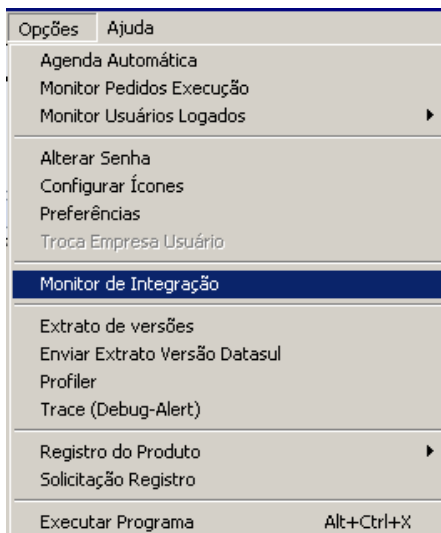 Opções Ajuda
Agenda Automática
Monitor Pedidos Execução
Monitor Usuários Logados
Alterar Senha
Configurar Ícones
Preferências
Troca Empresa Usuário
Monitor de Integração
Extrato de versões
Enviar Extrato Versão Datasul
Profiler
Trace (Debug-Alert)
Registro do Produto
Solicitação Registro
Executar Programa Alt+Ctrl+X